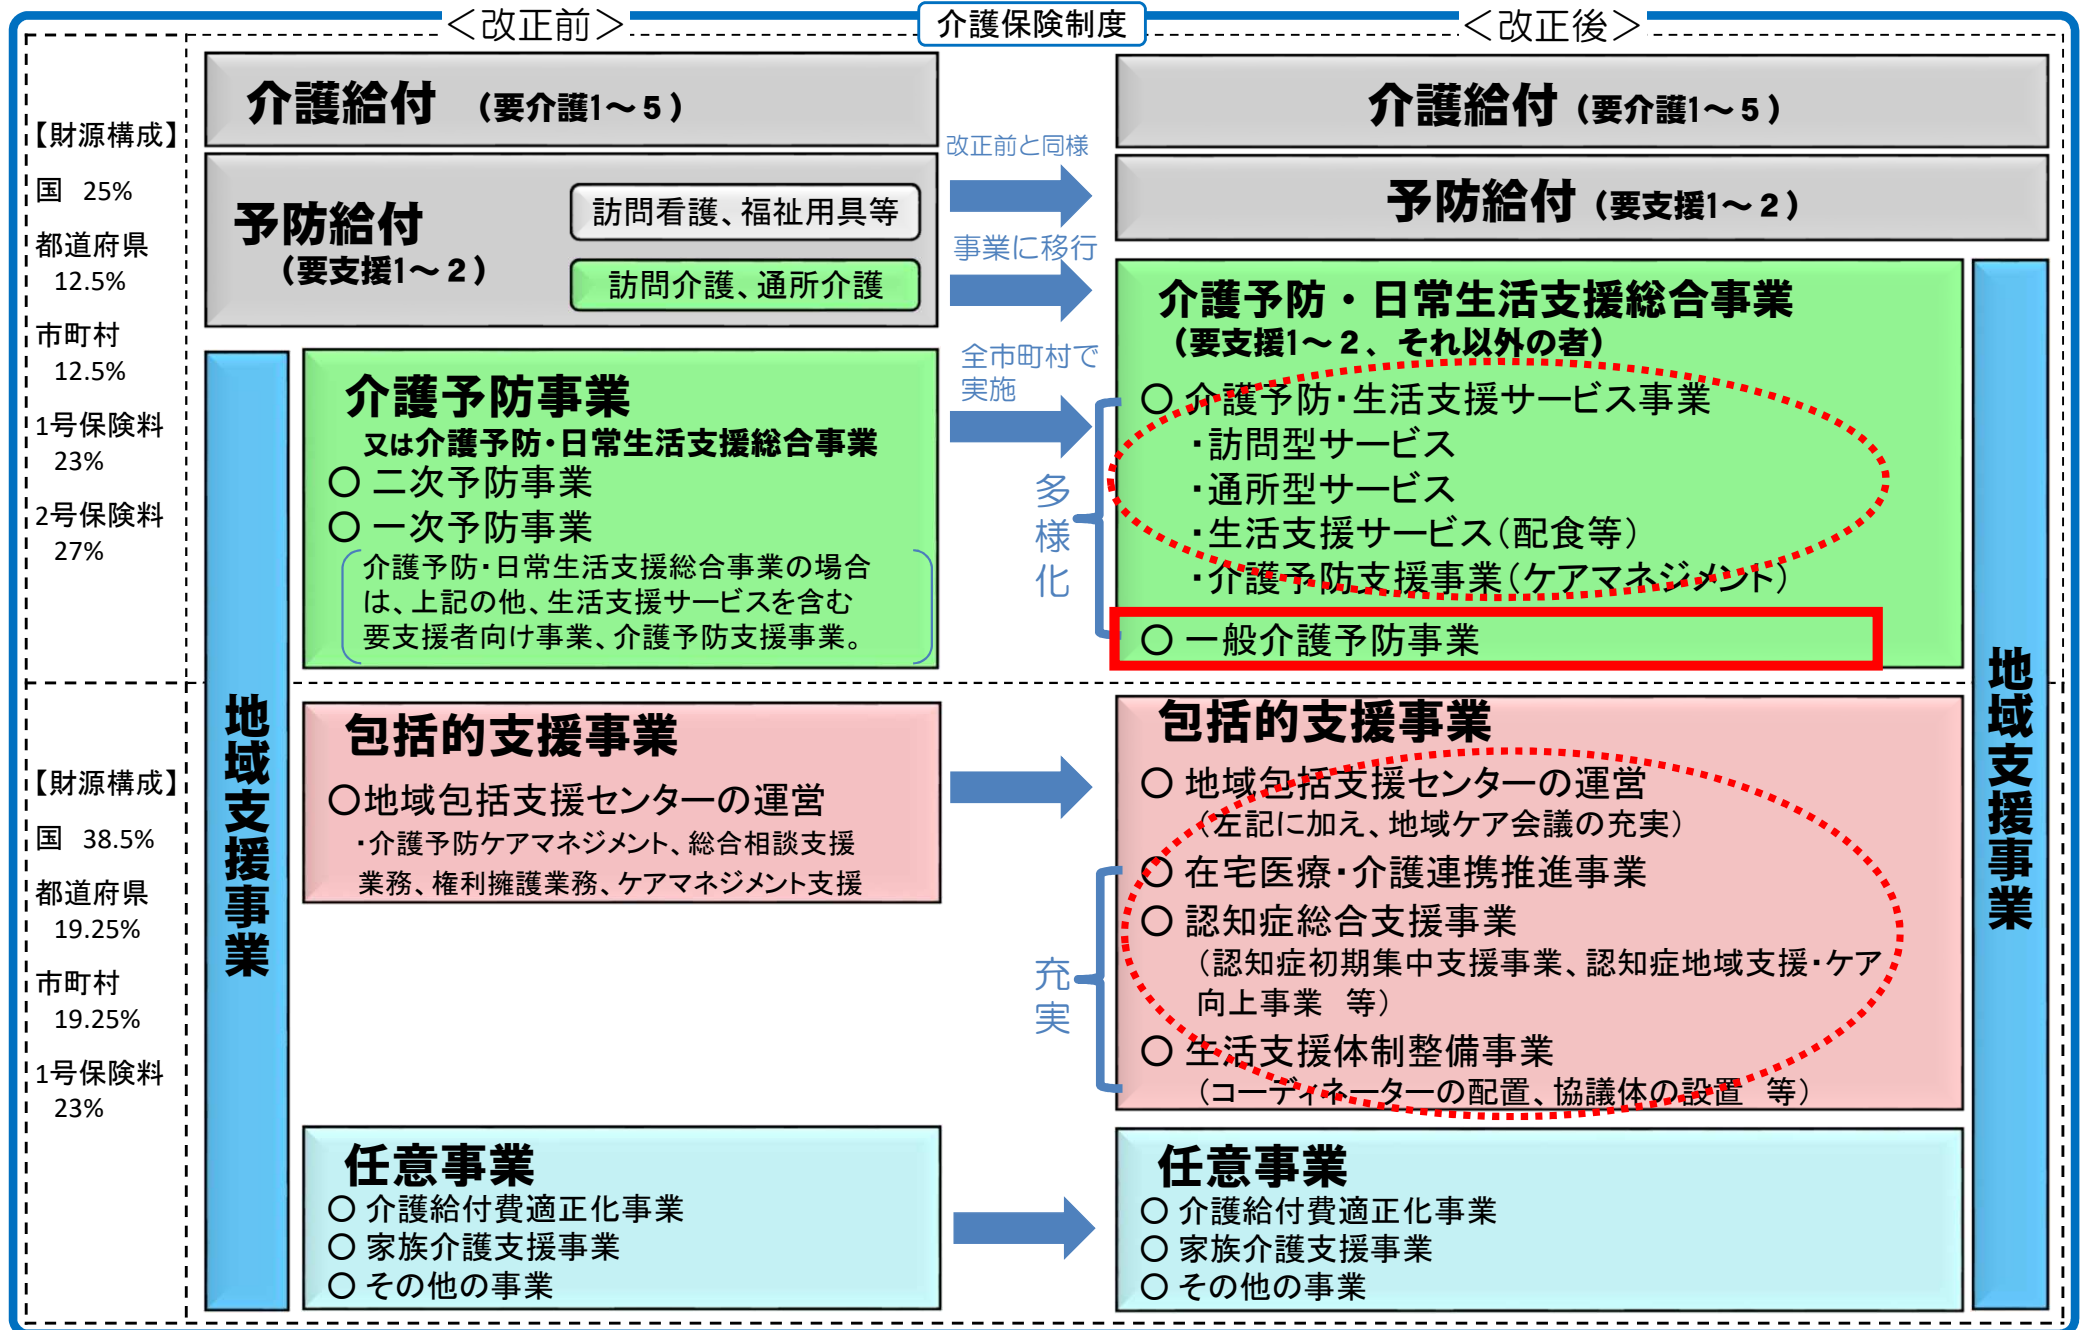 ＜改正前＞
介護保険制度
＜改正後＞
【財源構成】
国 25%
都道府県
12.5%
市町村
12.5%
1号保険料
23%
2号保険料
27%
【財源構成】
国 38.5%
都道府県
19.25%
市町村
19.25%
1号保険料
23%
介護給付 （要介護1～５）
予防給付
（要支援1～２）
訪問看護、福祉用具等
訪問介護、通所介護
地域支援事業
介護予防事業
又は介護予防・日常生活支援総合事業
○ 二次予防事業
○ 一次予防事業
介護予防・日常生活支援総合事業の場合
は、上記の他、生活支援サービスを含む
要支援者向け事業、介護予防支援事業。
包括的支援事業
○地域包括支援センターの運営
・介護予防ケアマネジメント、総合相談支援
業務、権利擁護業務、ケアマネジメント支援
任意事業
○ 介護給付費適正化事業
○ 家族介護支援事業
○ その他の事業
改正前と同様
事業に移行
全市町村で
実施
多様化
充実
介護給付（要介護1～５）
予防給付（要支援1～２）
介護予防・日常生活支援総合事業
（要支援1～２、それ以外の者）
○ 介護予防・生活支援サービス事業
・訪問型サービス
・通所型サービス
・生活支援サービス（配食等）
・介護予防支援事業（ケアマネジメント）
○ 一般介護予防事業
包括的支援事業
○ 地域包括支援センターの運営
（左記に加え、地域ケア会議の充実）
○ 在宅医療・介護連携推進事業
○ 認知症総合支援事業
（認知症初期集中支援事業、認知症地域支援・ケア
向上事業 等）
○ 生活支援体制整備事業
（コーディネーターの配置、協議体の設置 等）
任意事業
○ 介護給付費適正化事業
○ 家族介護支援事業
○ その他の事業
地域支援事業